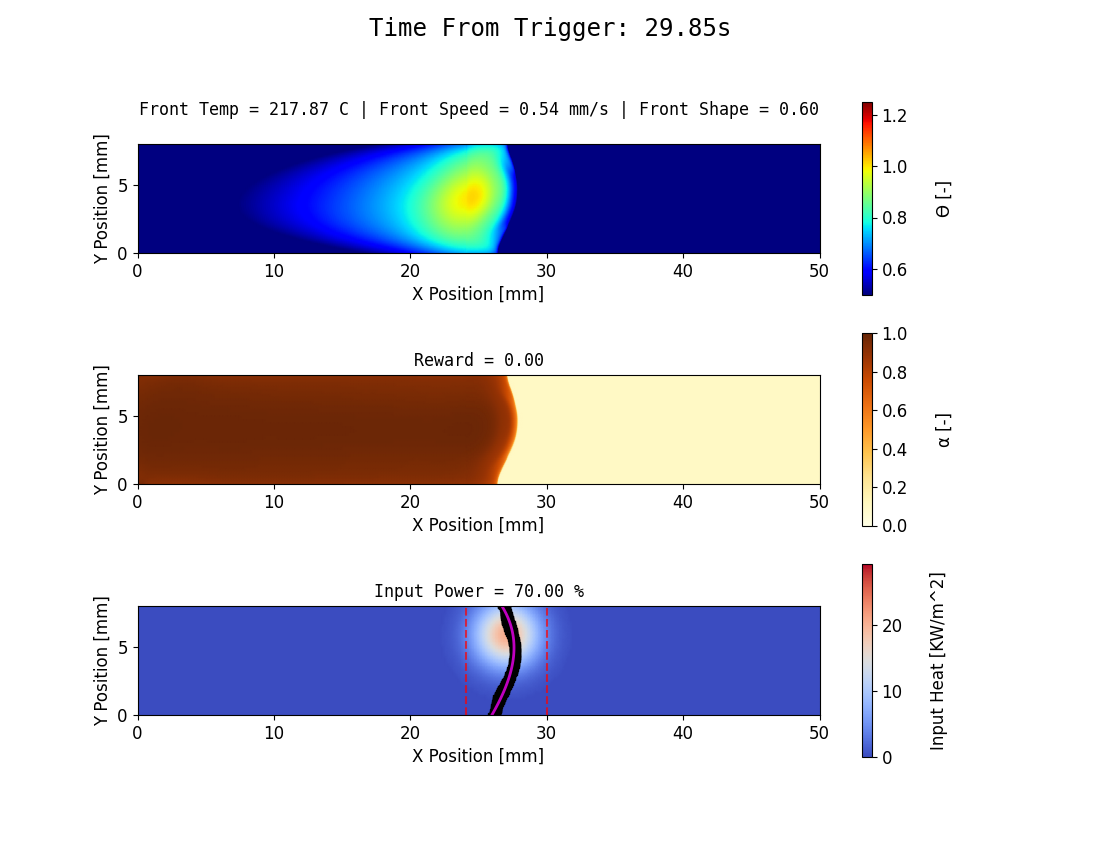 Time From Trigger: 29.85s
Front Temp = 217.87 C | Front Speed = 0.54 mm/s | Front Shape = 0.60
Y Position [mm]
5
0
0 10 20 30 40 50
X Position [mm]
1.2
1.0
0.8
0.6
Θ [-]
Reward = 0.00
Y Position [mm]
5
0
0 10 20 30 40 50
X Position [mm]
1.0
0.8
0.6
0.4
0.2
0.0
α [-]
Input Power = 70.00 %
Y Position [mm]
5
0
0 10 20 30 40 50
X Position [mm]
20
10
0
Input Heat [KW/m^2]